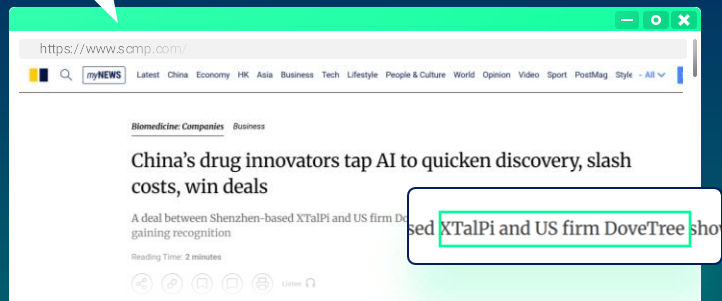 https://www.scmp.com/
myNEWS Latest China Economy HK Asia Business Tech Lifestyle People & Culture World Opinion Video Sport PostMag Style - All
Biomedicine: Companies Business
China's drug innovators tap AI to quicken discovery, slash
costs, win deals
A deal between Shenzhen-based XTalPi and US firm Do
gaining recognition
sed XTalPi and US firm DoveTree show
Reading Time: 2 minutes
Listen